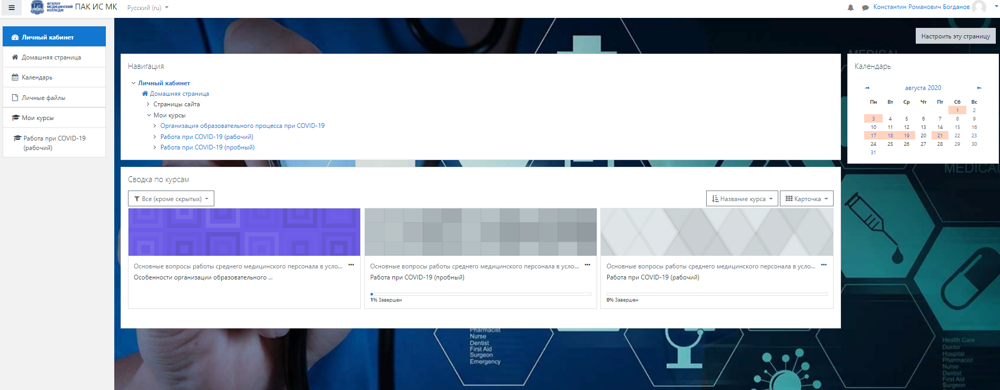 ФГБПОУ
МЕДИЦИНСКИЙ
КОЛЛЕДЖ
ПАК ИС МК
Русский (ru)
Константин Романович Богданов
Личный кабинет
Домашняя страница
Календарь
Личные файлы
Мои курсы
Работа при COVID-19
(рабочий)
Настроить эту страницу
Навигация
Личный кабинет
Домашняя страница
Страницы сайта
Мои курсы
Организация образовательного процесса при COVID-19
Работа при COVID-19 (рабочий)
Работа при COVID-19 (пробный)
MEDICAL
Календарь
◄ августа 2020 ►
Пн Вт Ср Чт Пт Сб Вс
1 2
3 4 5 6 7 8 9
10 11 12 13 14 15 16
17 18 19 20 21 22 23
24 25 26 27 28 29 30
31
MEDICAL
Сводка по курсам
Все (кроме скрытых)
Название курса
Карточка
Основные вопросы работы среднего медицинского персонала в усло...
Особенности организации образовательного ...
Основные вопросы работы среднего медицинского персонала в усло...
Работа при COVID-19 (пробный)
1% Завершен
Основные вопросы работы среднего медицинского персонала в усло...
Работа при COVID-19 (рабочий)
0% Завершен
Pharmacist
Nurse
Dentist
First Aid
Surgeon
Emergency
Health Care
Doctor
Hospital
Pharmacist
Nurse
Dentist
First Aid
Surgeon